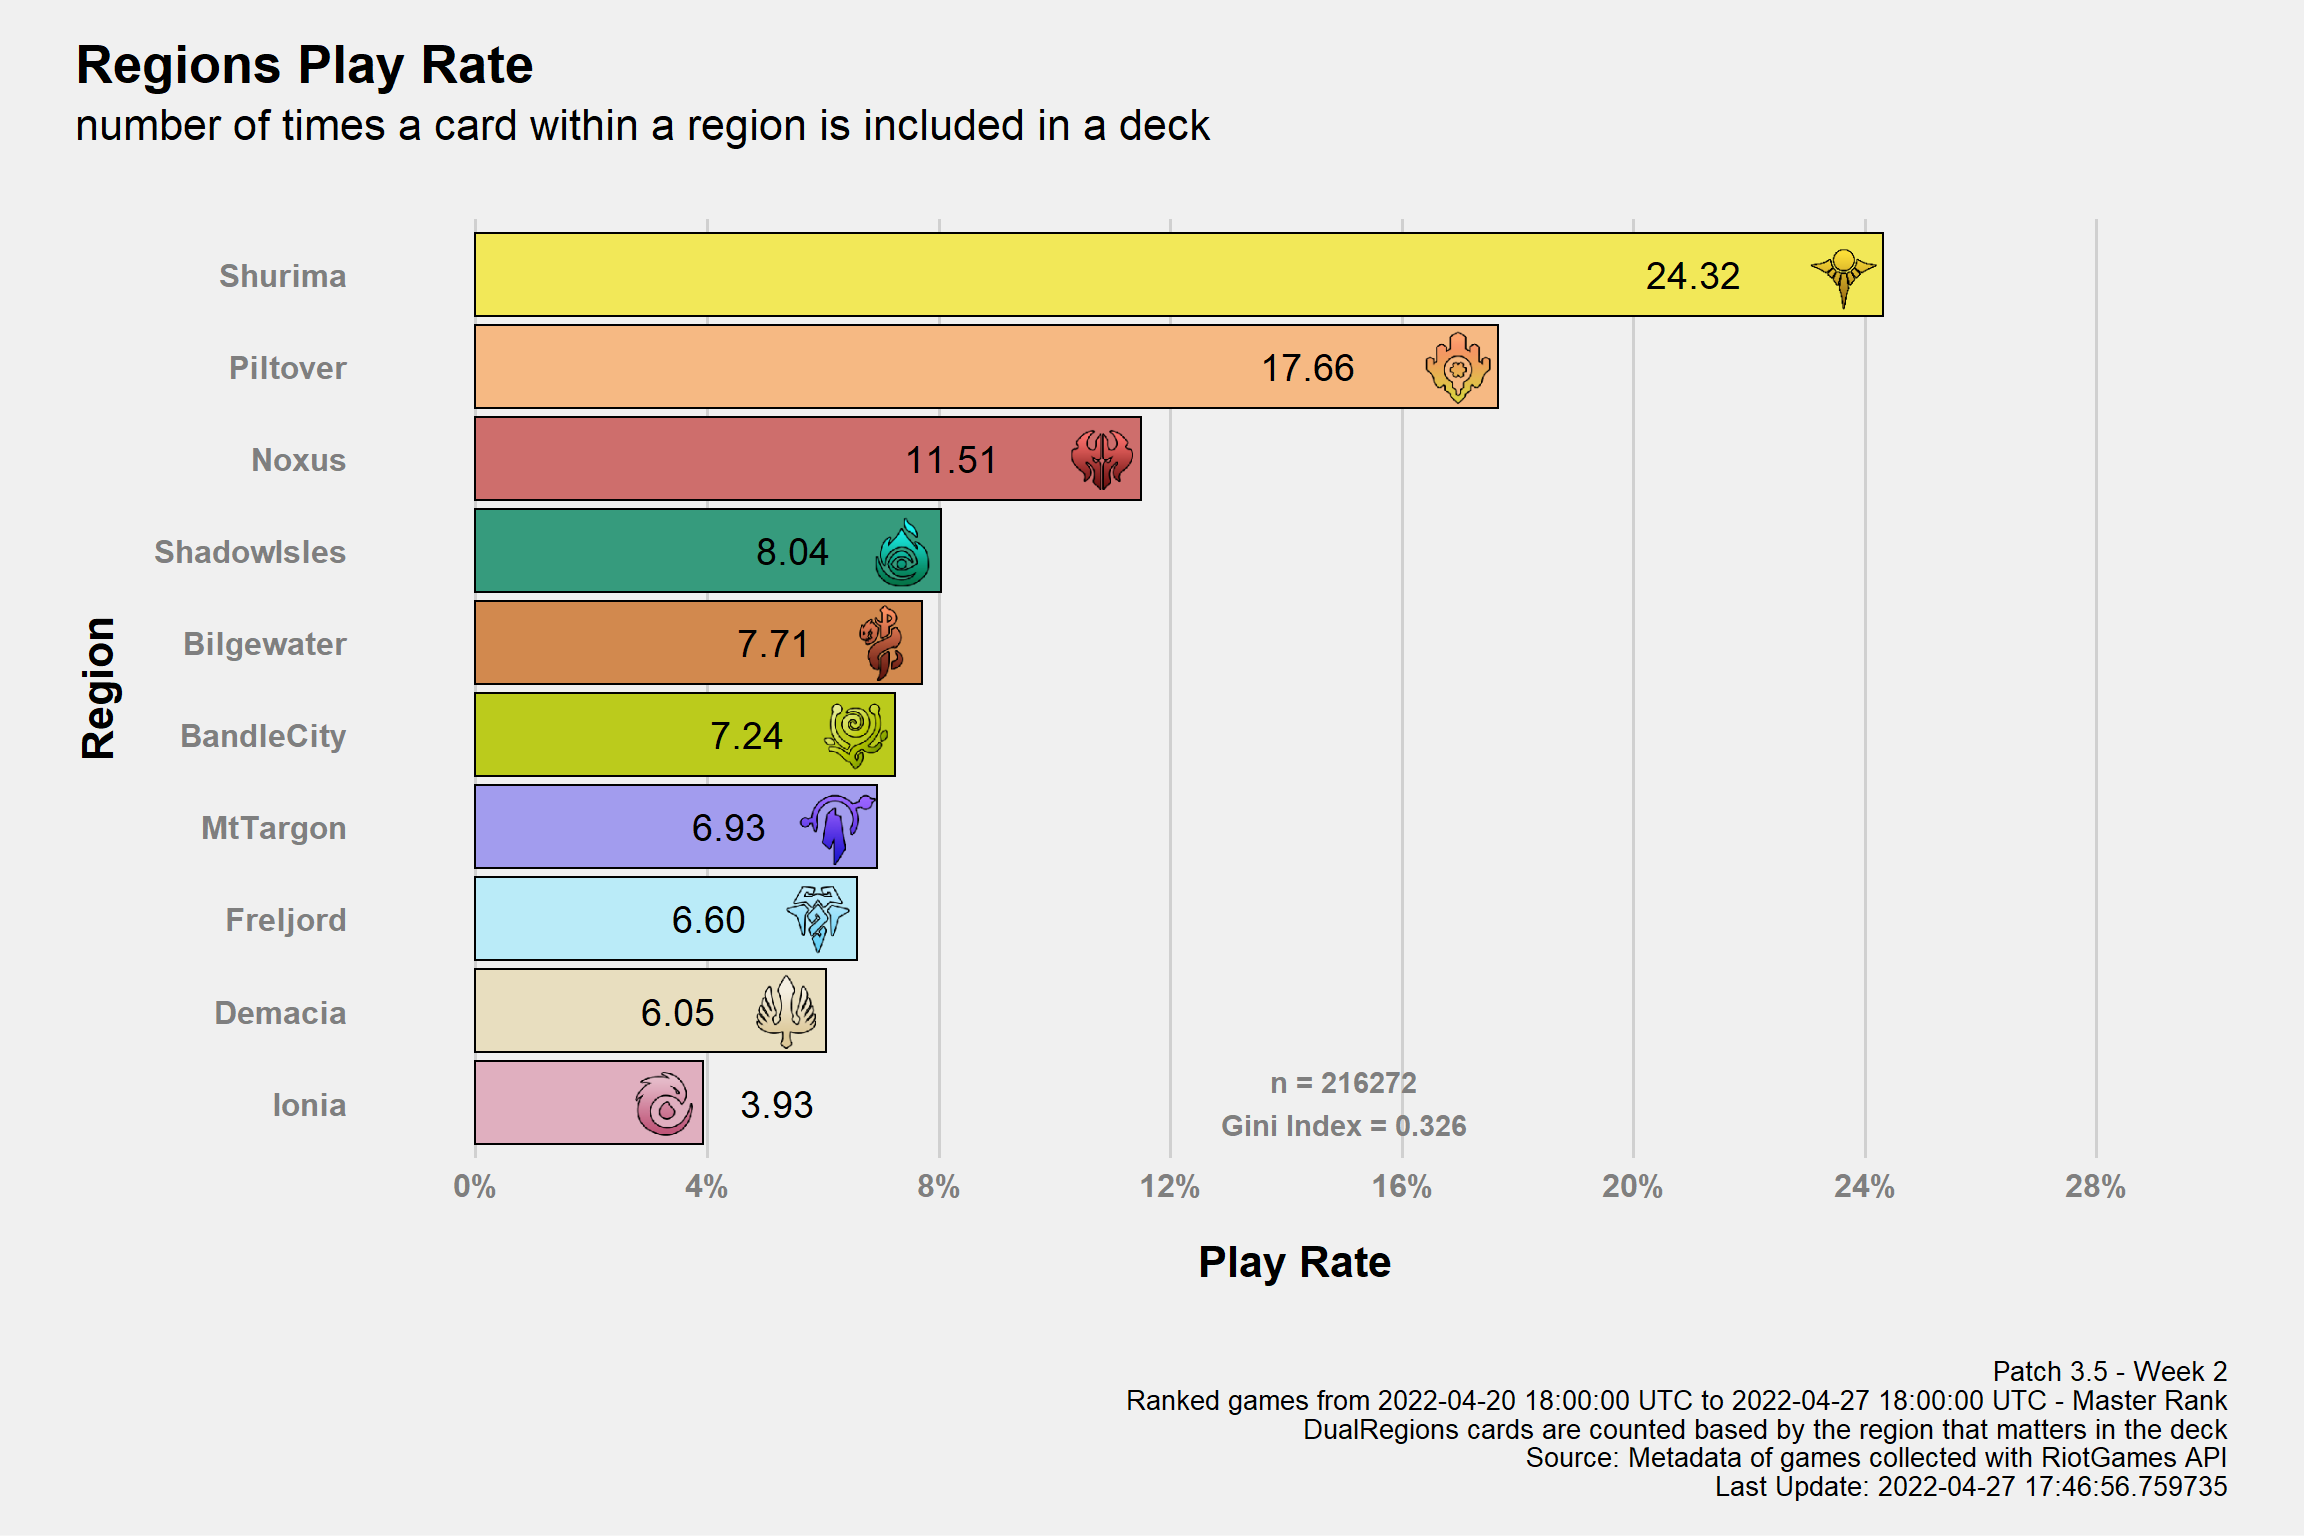 Regions Play Rate
number of times a card within a region is included in a deck
Shurima
24.32
Piltover
17.66
Noxus
11.51
ShadowIsles
8.04
Bilgewater
7.71
BandleCity
7.24
MtTargon
6.93
Freljord
6.60
Demacia
6.05
Ionia
3.93
Region
n = 216272
Gini Index = 0.326
0% 4% 8% 12% 16% 20% 24% 28%
Play Rate
Patch 3.5 - Week 2
Ranked games from 2022-04-20 18:00:00 UTC to 2022-04-27 18:00:00 UTC - Master Rank
DualRegions cards are counted based by the region that matters in the deck
Source: Metadata of games collected with RiotGames API
Last Update: 2022-04-27 17:46:56.759735